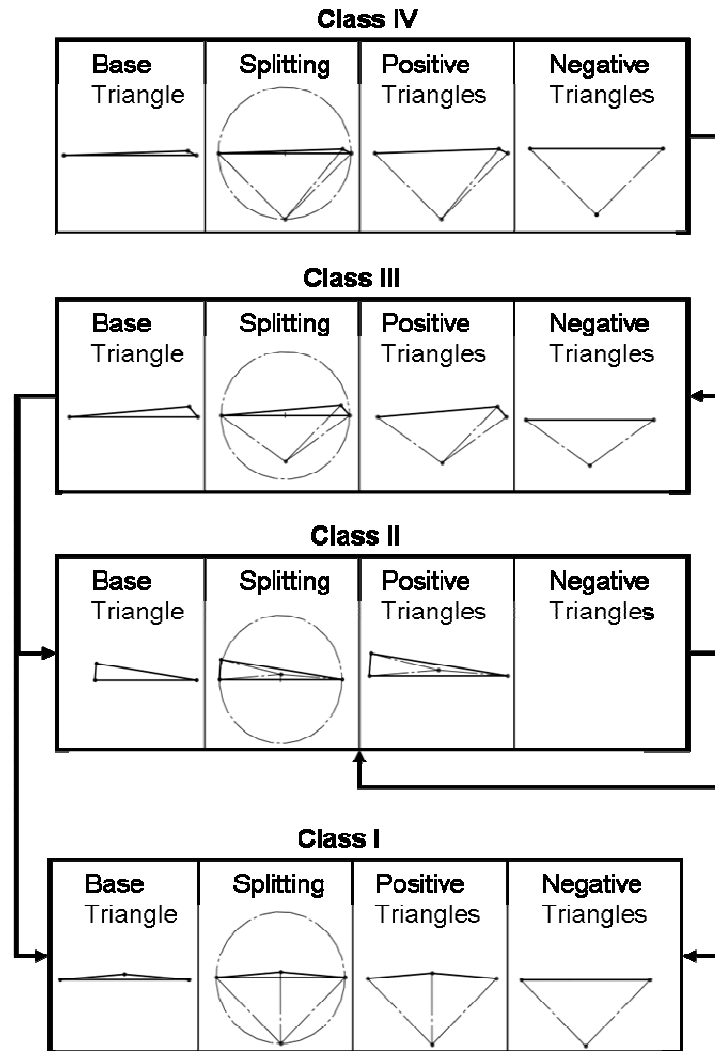 Class IV
Base Splitting Positive Negative
Triangle Triangles Triangles
Class III
Base Splitting Positive Negative
Triangle Triangles Triangles
Class II
Base Splitting Positive Negative
Triangle Triangles Triangles
Class I
Base Splitting Positive Negative
Triangle Triangles Triangles